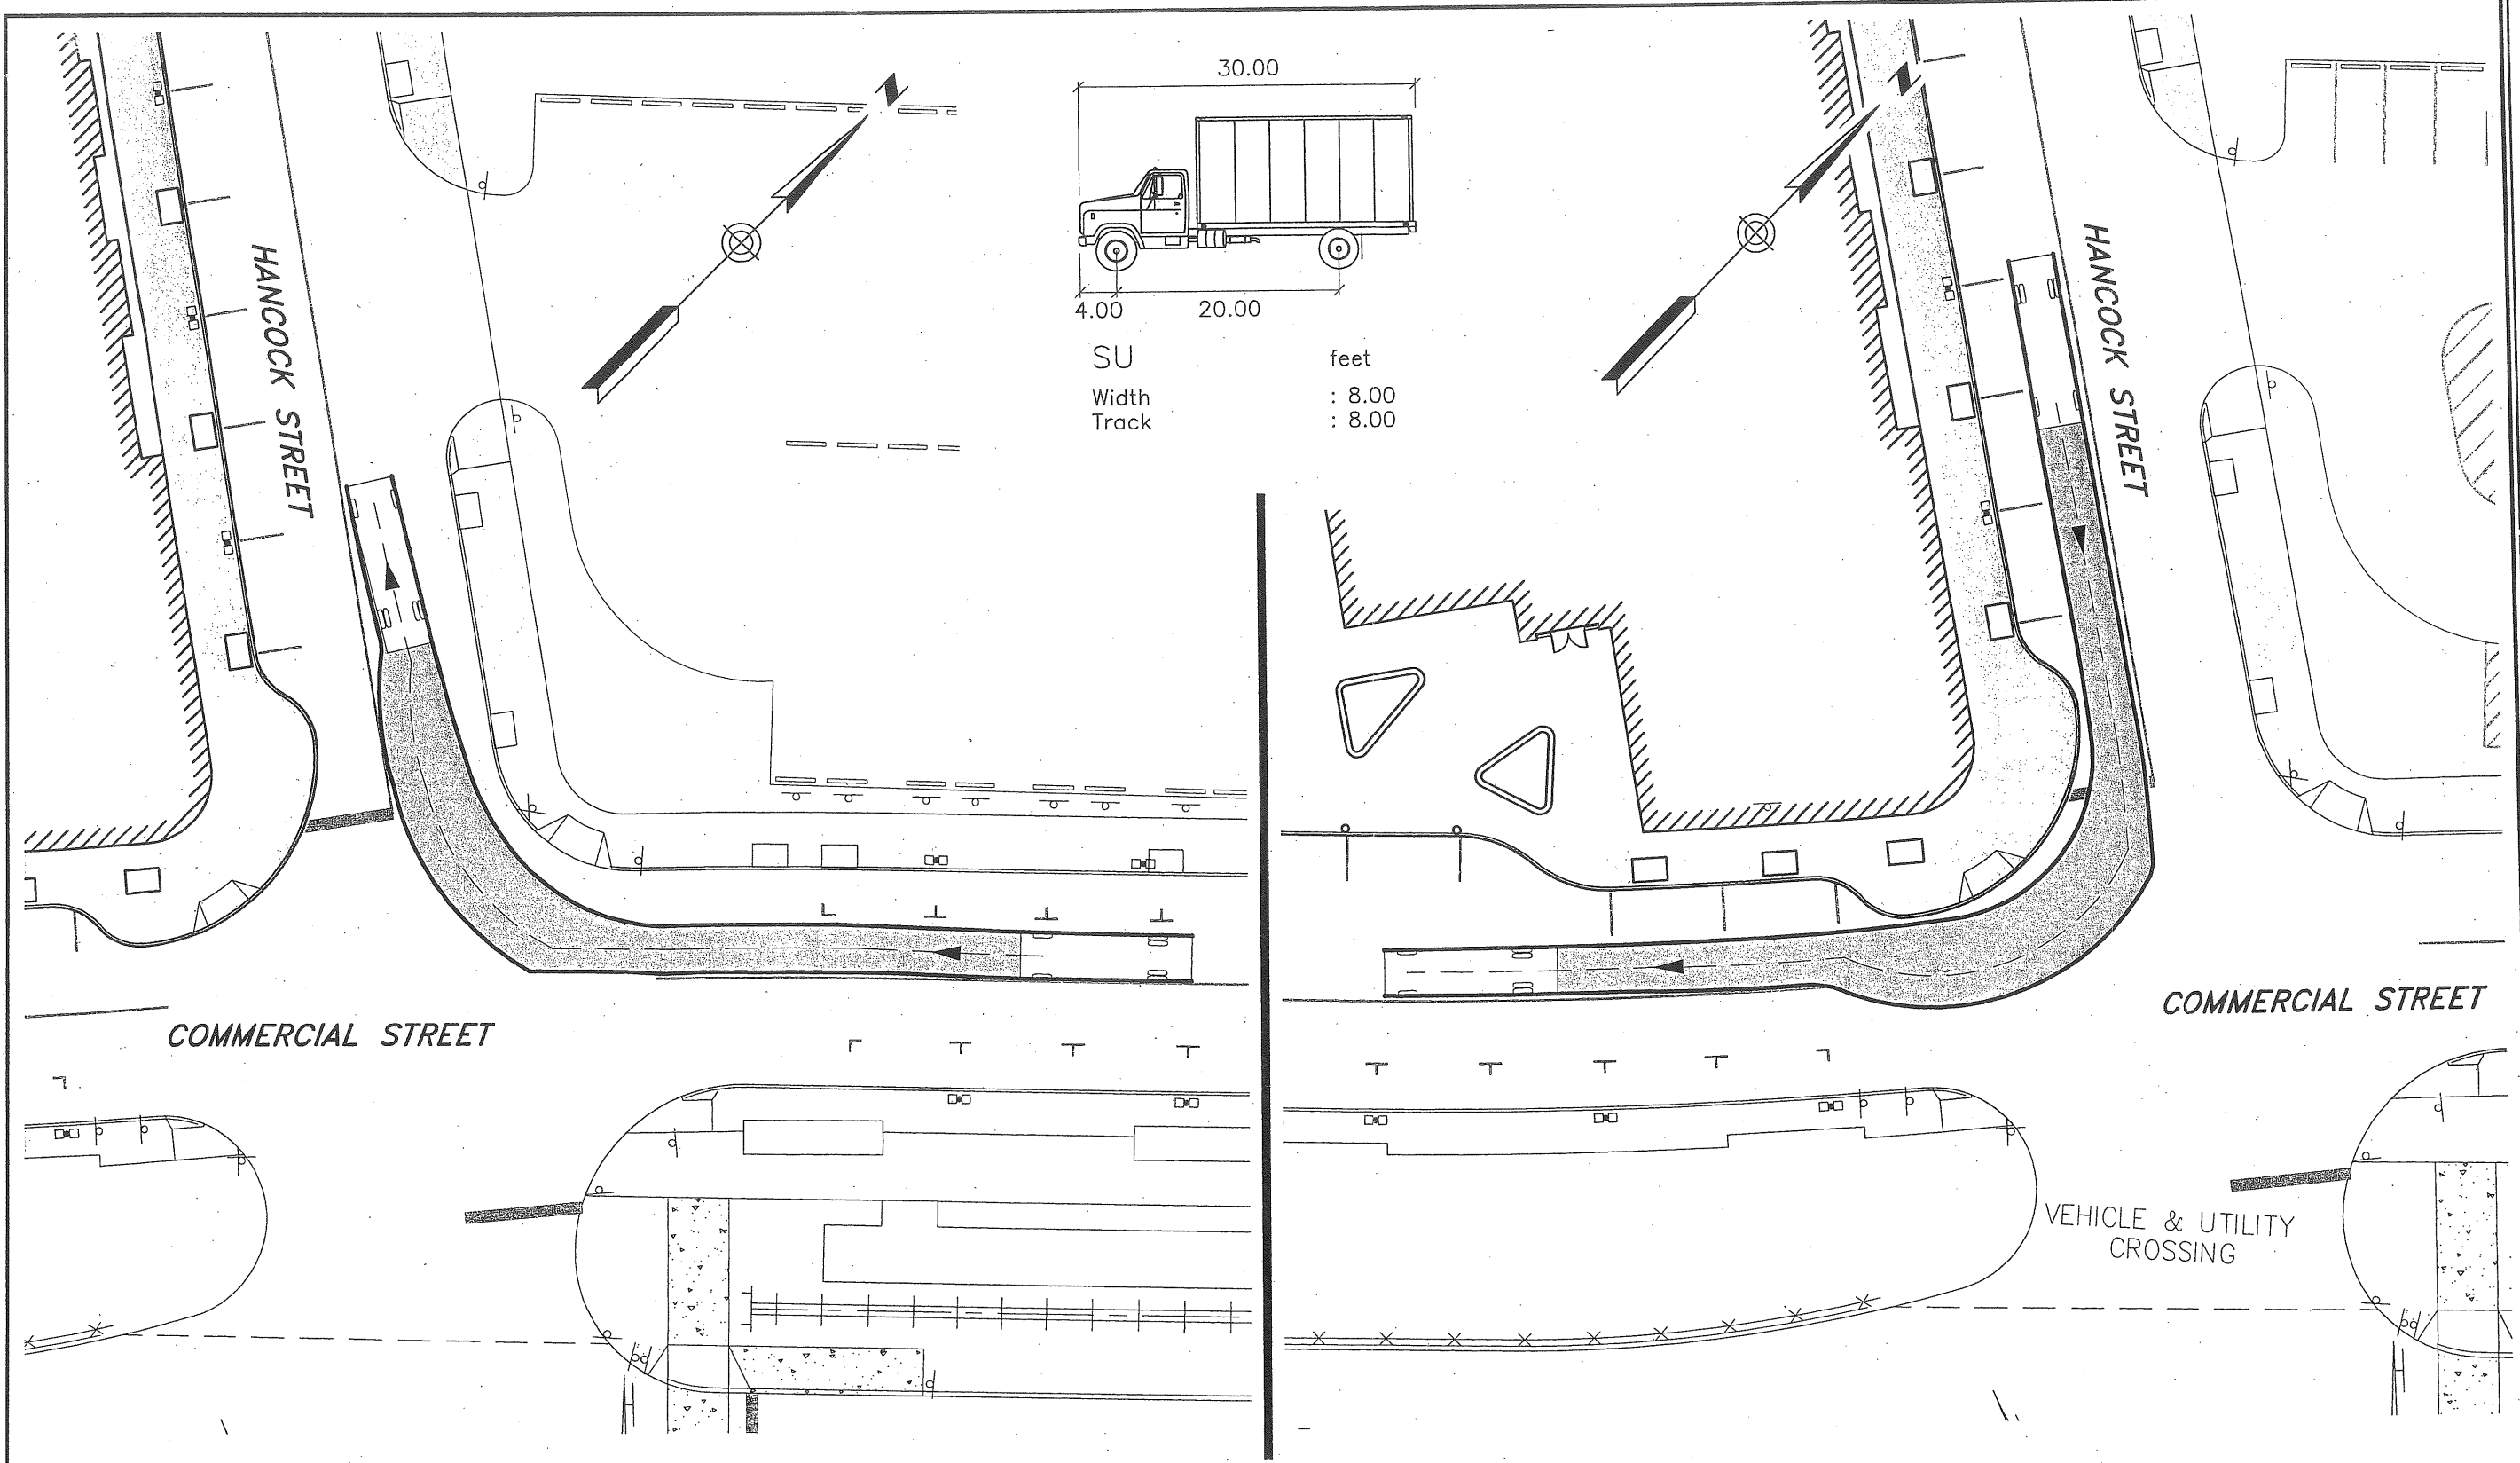 30.00
N
N
HANCOCK STREET
HANCOCK STREET
4.00 20.00
SU feet
Width : 8.00
Track : 8.00
COMMERCIAL STREET
COMMERCIAL STREET
VEHICLE & UTILITY
CROSSING